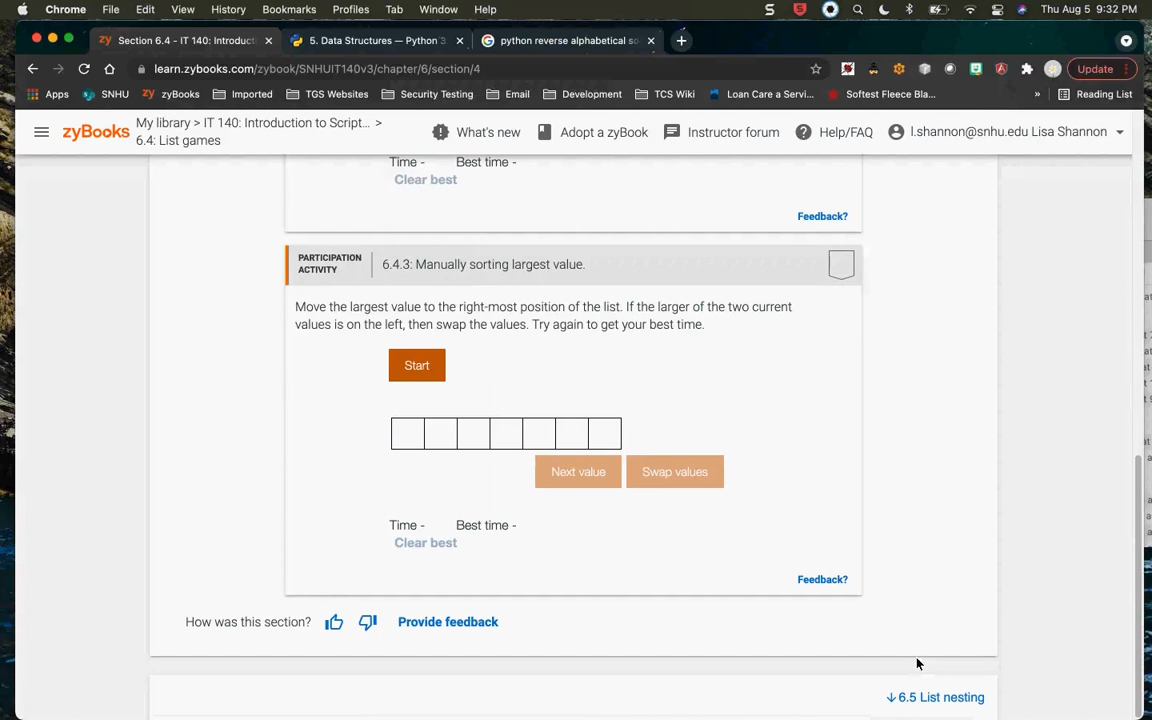 Chrome File Edit View History Bookmarks Profiles Tab Window Help Thu Aug 5 9:32 PM
Section 6.4 - IT 140: Introducti 5. Data Structures — Python 3. python reverse alphabetical so
learn.zybooks.com/zybook/SNHUIT140v3/chapter/6/section/4 Update
Apps SNHU zyBooks Imported TGS Websites Security Testing Email Development TCS Wiki Loan Care a Servi... Softest Fleece Bla... » Reading List
zyBooks My library > IT 140: Introduction to Script... > What's new Adopt a zyBook Instructor forum Help/FAQ l.shannon@snhu.edu Lisa Shannon
6.4: List games
Time - Best time -
Clear best
Feedback?
PARTICIPATION ACTIVITY 6.4.3: Manually sorting largest value.
Move the largest value to the right-most position of the list. If the larger of the two current
values is on the left, then swap the values. Try again to get your best time.
Start
Next value Swap values
Time - Best time -
Clear best
Feedback?
How was this section? Provide feedback
↓ 6.5 List nesting